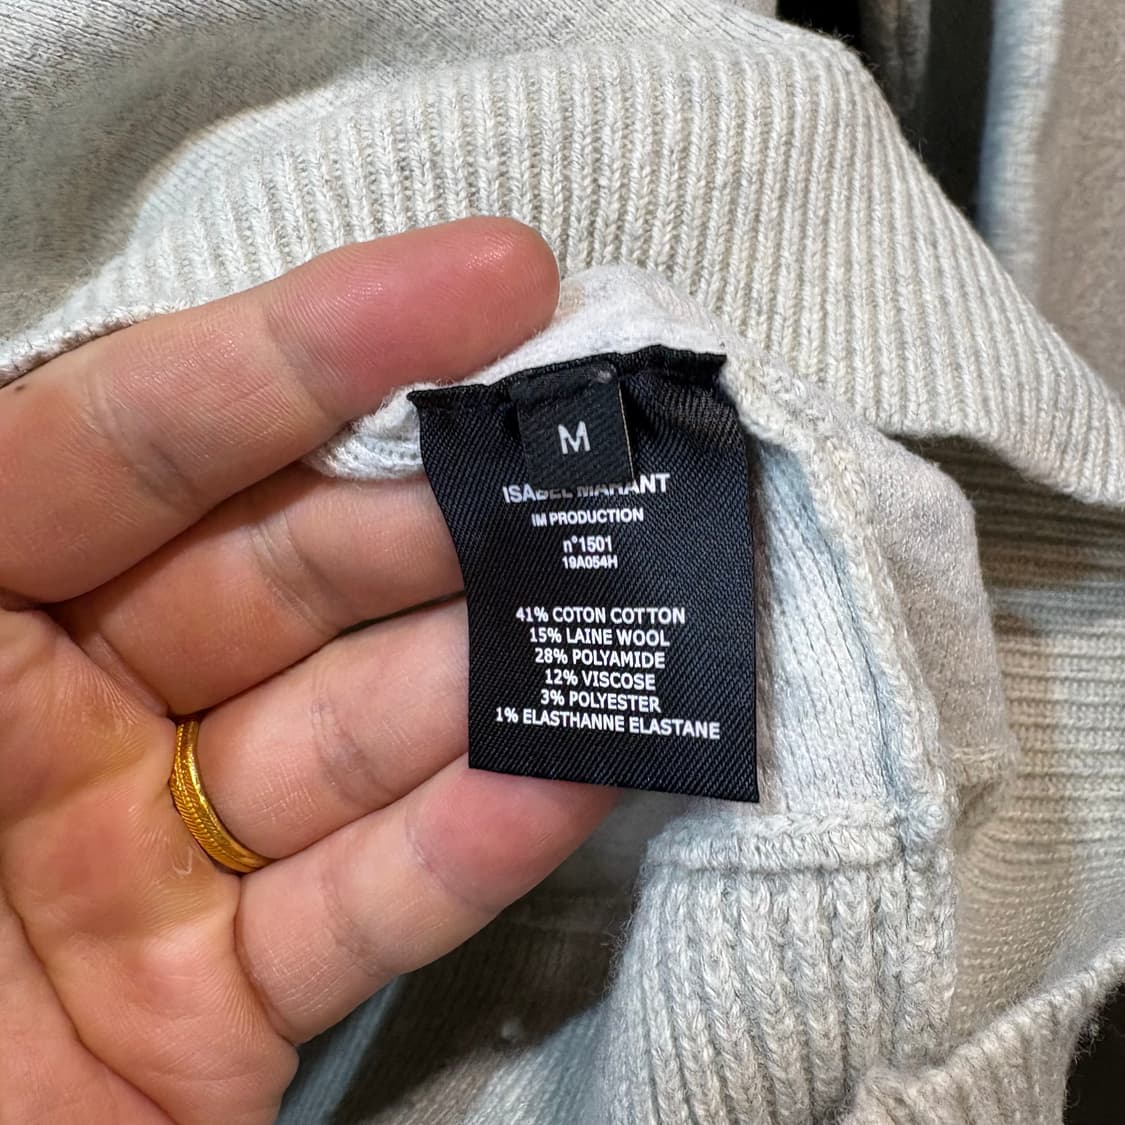 M
ISABEL MARANT
IM PRODUCTION
n°1501
19A054H
41% COTON COTTON
15% LAINE WOOL
28% POLYAMIDE
12% VISCOSE
3% POLYESTER
1% ELASTHANNE ELASTANE